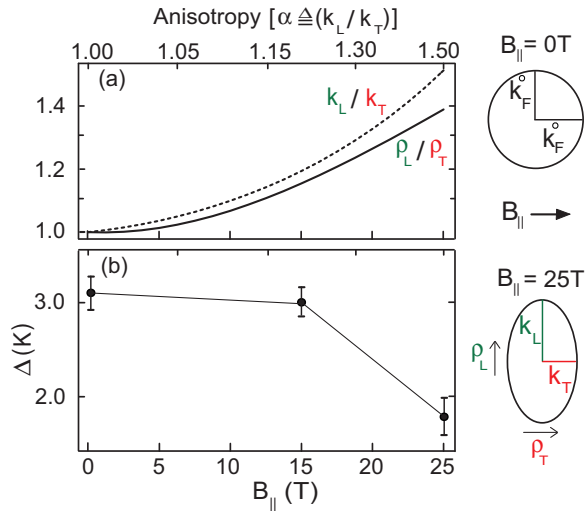 Anisotropy [α ≜ (k_L / k_T)]
1.00 1.05 1.15 1.30 1.50
(a)
1.4
1.2
1.0
k_L / k_T
ρ_L / ρ_T
(b)
3.0
2.0
Δ (K)
0 5 10 15 20 25
B_|| (T)
B_|| = 0T
k°_F
k°_F
B_||
B_|| = 25T
k_L
k_T
ρ_L
ρ_T